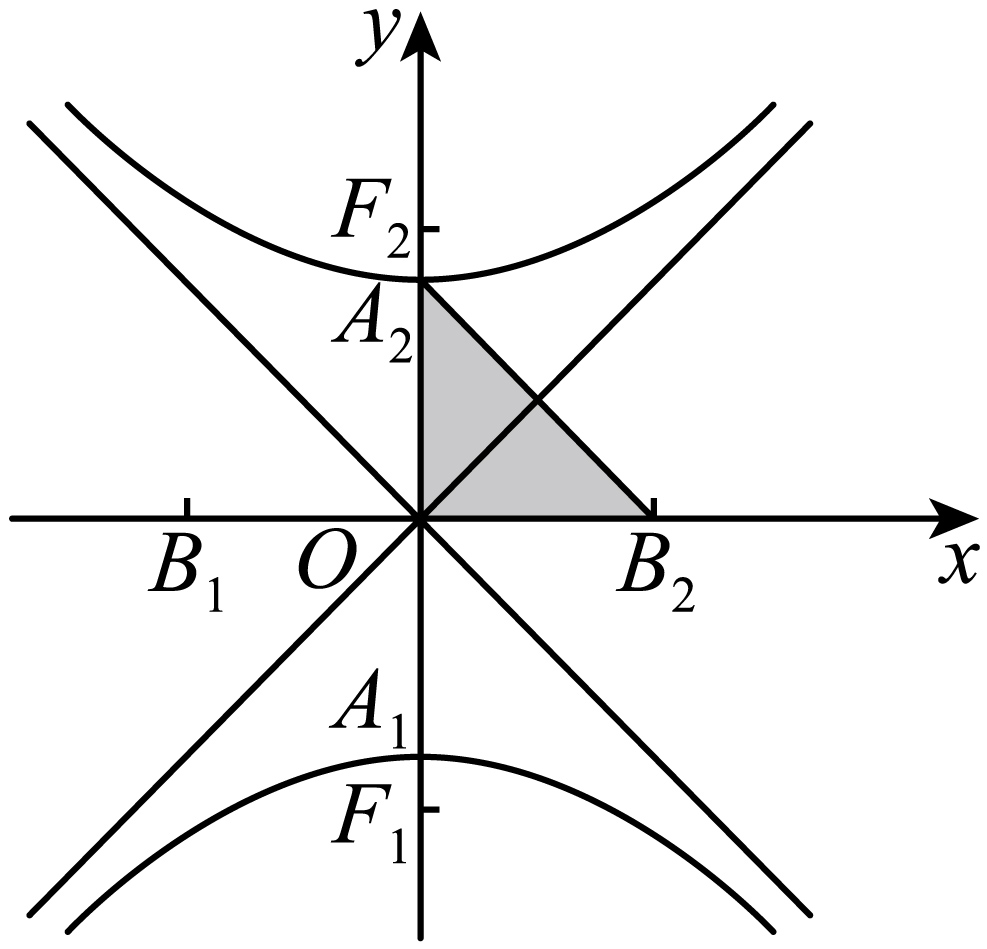 y
F₂
A₂
B₁ O B₂ x
A₁
F₁